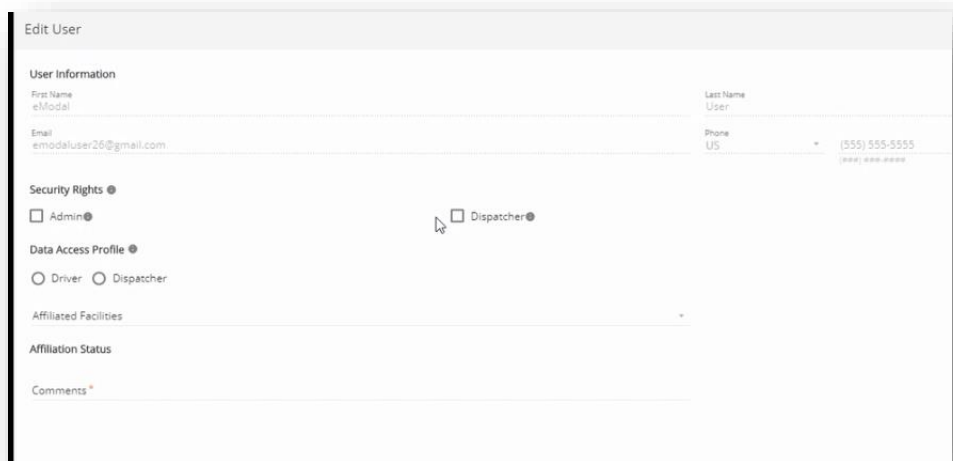 Edit User
User Information
First Name Last Name
eModal User
Email Phone
emodaluser26@gmail.com US (555) 555-5555
(###) ###-####
Security Rights
Admin Dispatcher
Data Access Profile
Driver Dispatcher
Affiliated Facilities
Affiliation Status
Comments *